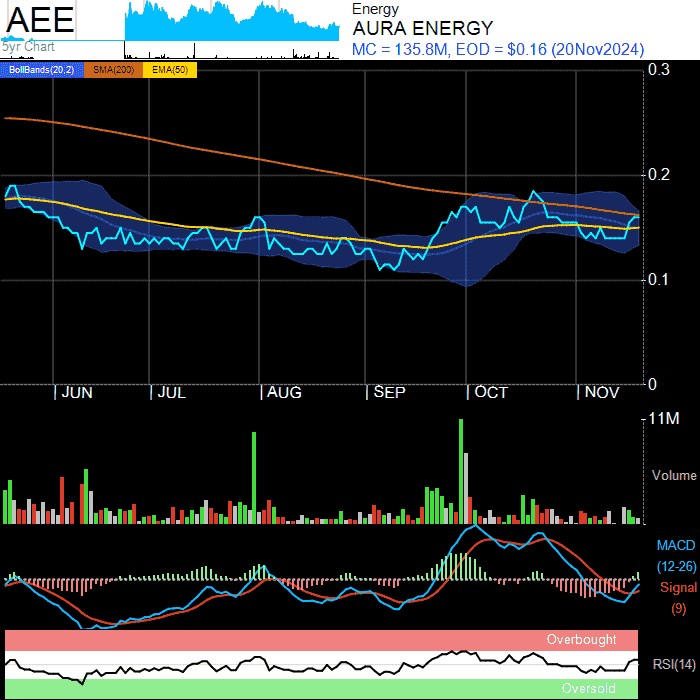 AEE
5yr Chart
Energy
AURA ENERGY
MC = 135.8M, EOD = $0.16 (20Nov2024)
BollBands(20,2) SMA(200) EMA(50)
0.3
0.2
0.1
0
JUN JUL AUG SEP OCT NOV
11M
Volume
MACD
(12-26)
Signal
(9)
Overbought
RSI(14)
Oversold